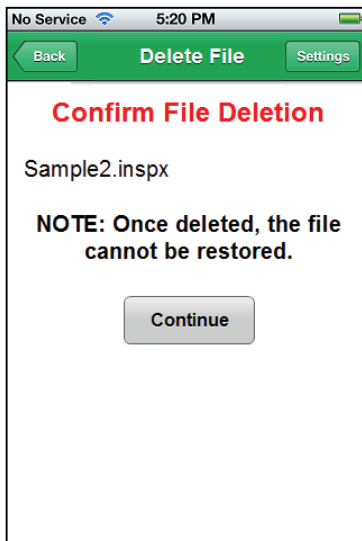 No Service 5:20 PM
Back Delete File Settings
Confirm File Deletion
Sample2.inspx
NOTE: Once deleted, the file
cannot be restored.
Continue